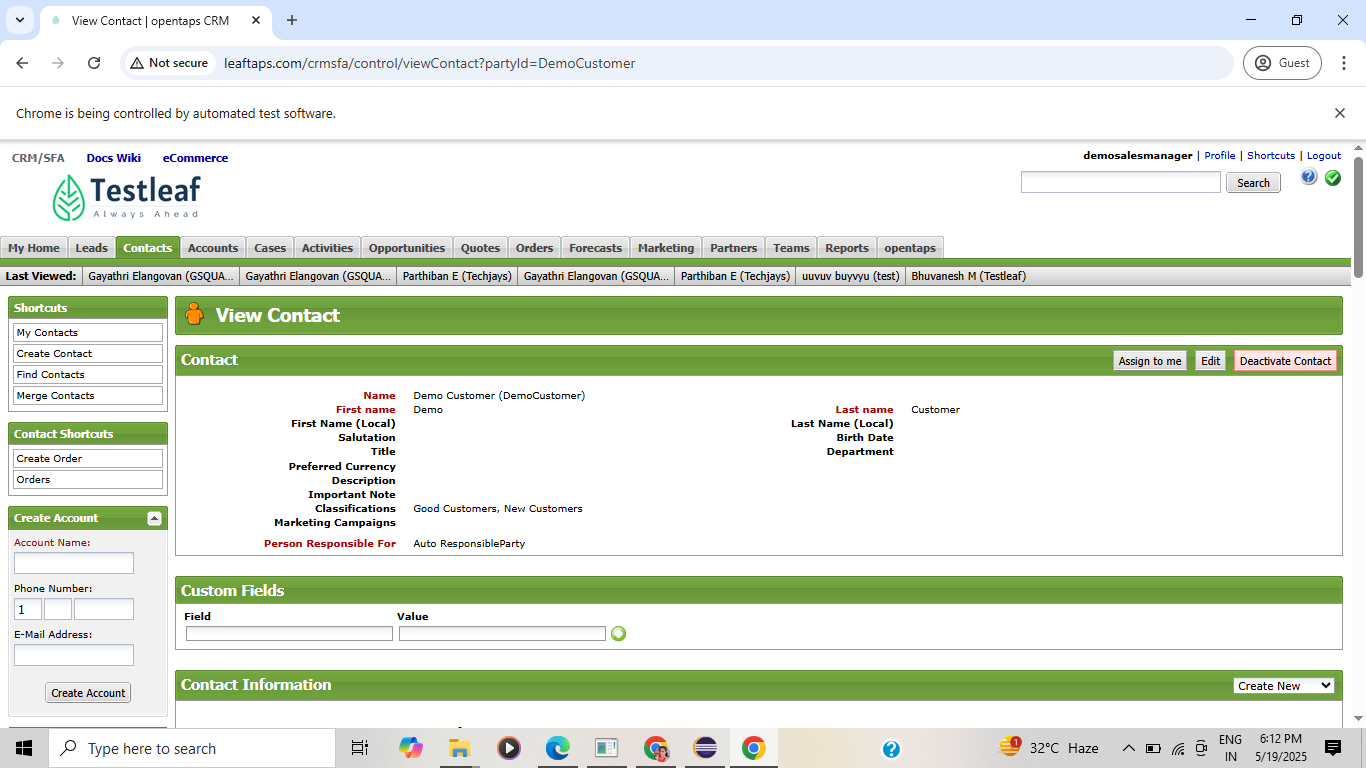 View Contact | opentaps CRM
Not secure
leaftaps.com/crmsfa/control/viewContact?partyId=DemoCustomer
Guest
Chrome is being controlled by automated test software.
CRM/SFA Docs Wiki eCommerce
demosalesmanager | Profile | Shortcuts | Logout
Testleaf
Always Ahead
Search
My Home Leads Contacts Accounts Cases Activities Opportunities Quotes Orders Forecasts Marketing Partners Teams Reports opentaps
Last Viewed: Gayathri Elangovan (GSQUA... Gayathri Elangovan (GSQUA... Parthiban E (Techjays) Gayathri Elangovan (GSQUA... Parthiban E (Techjays) uuvuv buyvyu (test) Bhuvanesh M (Testleaf)
Shortcuts
My Contacts
Create Contact
Find Contacts
Merge Contacts
Contact Shortcuts
Create Order
Orders
Create Account
Account Name:
Phone Number:
1
E-Mail Address:
Create Account
View Contact
Contact
Assign to me Edit Deactivate Contact
Name Demo Customer (DemoCustomer)
First name Demo Last name Customer
First Name (Local) Last Name (Local)
Salutation Birth Date
Title Department
Preferred Currency
Description
Important Note
Classifications Good Customers, New Customers
Marketing Campaigns
Person Responsible For Auto ResponsibleParty
Custom Fields
Field Value
Contact Information
Create New
Type here to search
1
32°C Haze
ENG
IN
6:12 PM
5/19/2025